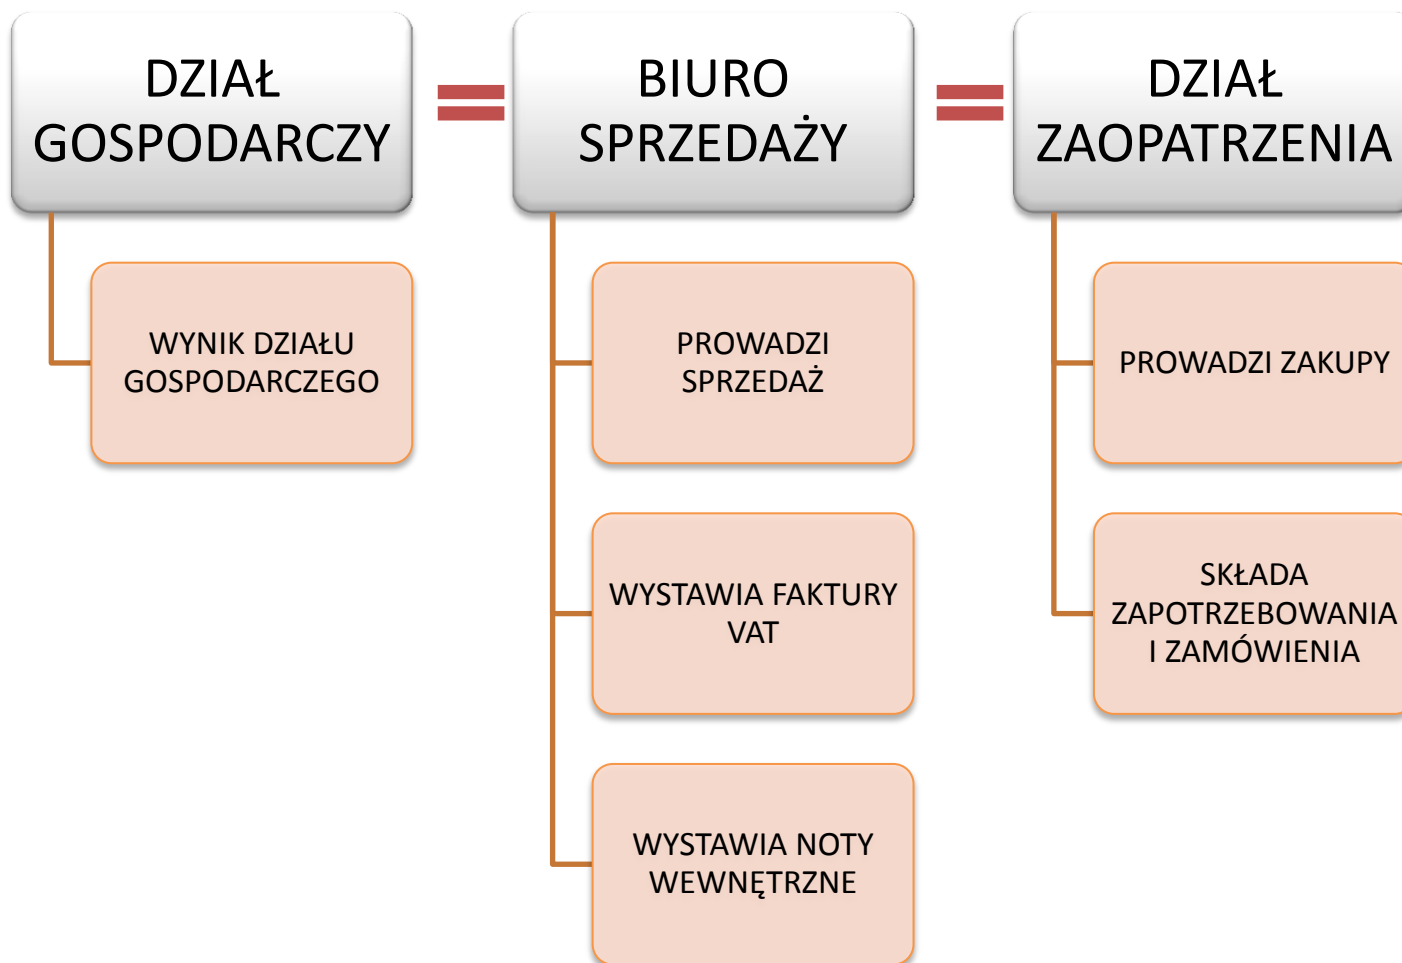 DZIAŁ
GOSPODARCZY
WYNIK DZIAŁU
GOSPODARCZEGO
BIURO
SPRZEDAŻY
PROWADZI
SPRZEDAŻ
WYSTAWIA FAKTURY
VAT
WYSTAWIA NOTY
WEWNĘTRZNE
DZIAŁ
ZAOPATRZENIA
PROWADZI ZAKUPY
SKŁADA
ZAPOTRZEBOWANIA
I ZAMÓWIENIA